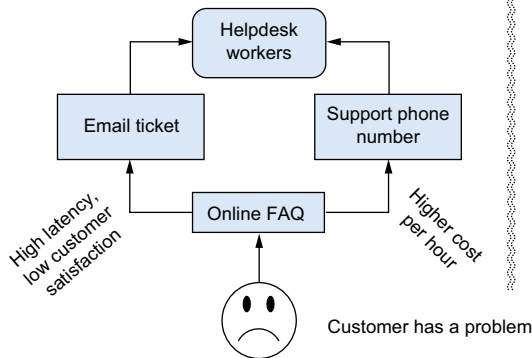 Helpdesk
workers
Email ticket
Support phone
number
High latency,
low customer
satisfaction
Online FAQ
Higher cost
per hour
Customer has a problem